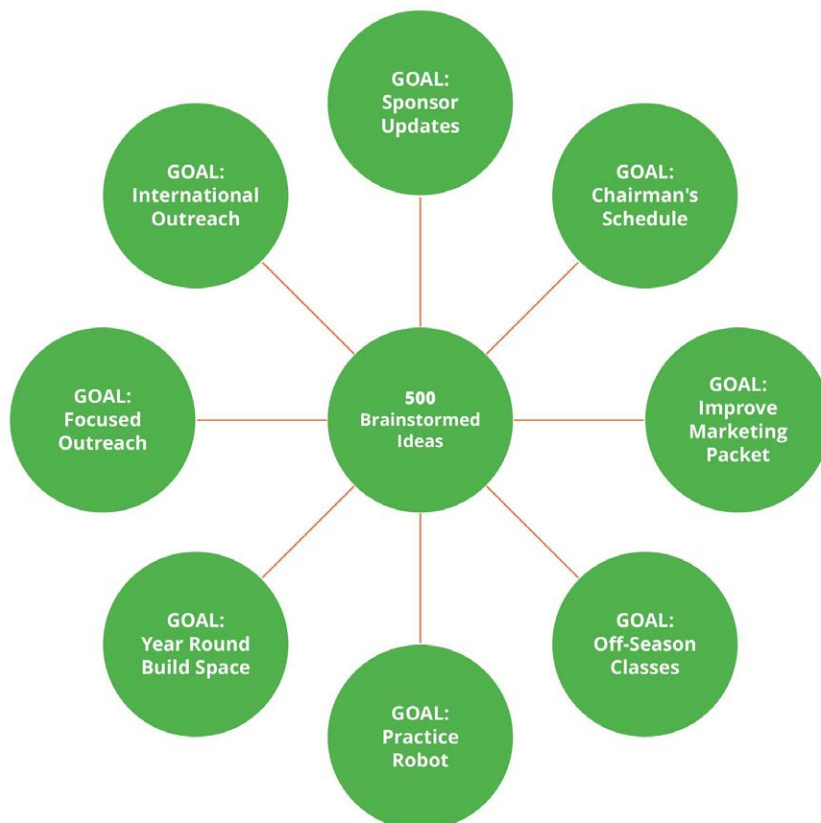 GOAL:
Sponsor
Updates
GOAL:
International
Outreach
GOAL:
Chairman's
Schedule
GOAL:
Focused
Outreach
500
Brainstormed
Ideas
GOAL:
Improve
Marketing
Packet
GOAL:
Year Round
Build Space
GOAL:
Off-Season
Classes
GOAL:
Practice
Robot